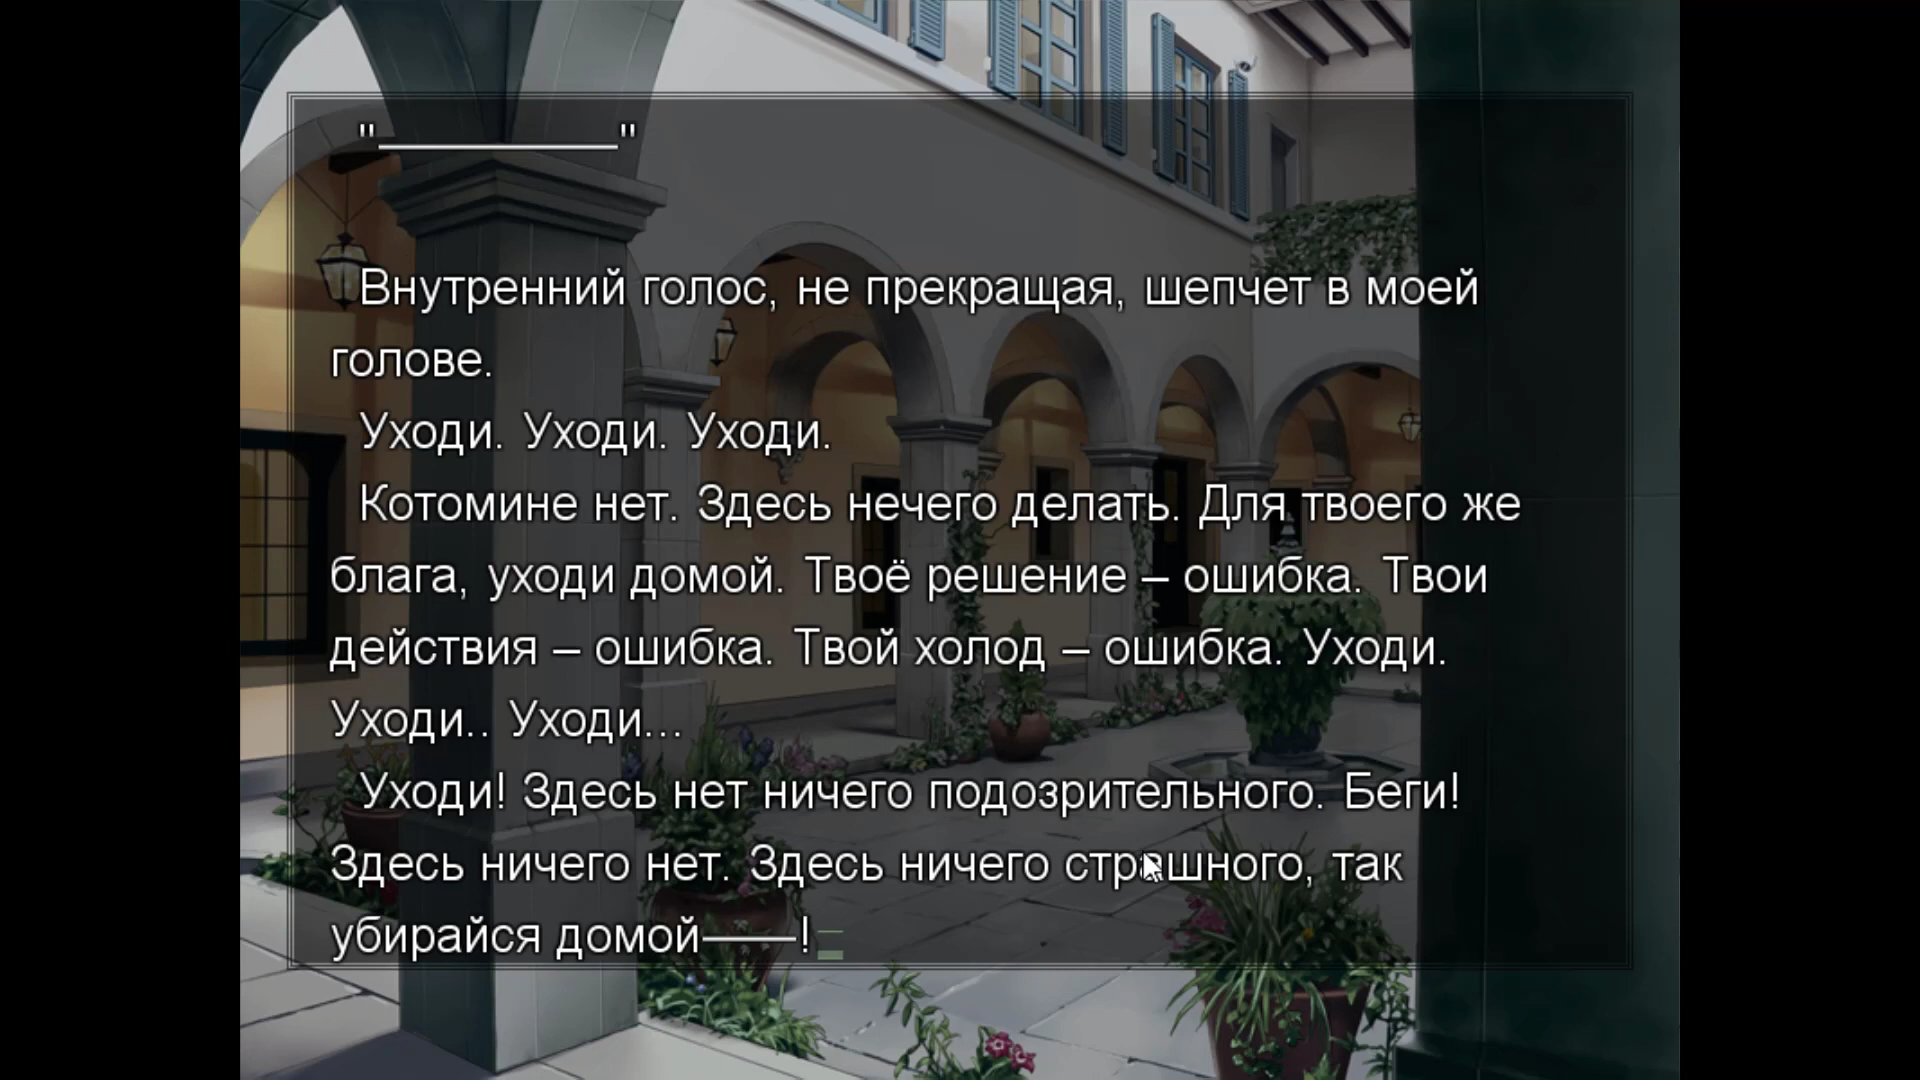 "__________"
Внутренний голос, не прекращая, шепчет в моей
голове.
Уходи. Уходи. Уходи.
Котомине нет. Здесь нечего делать. Для твоего же
блага, уходи домой. Твоё решение – ошибка. Твои
действия – ошибка. Твой холод – ошибка. Уходи.
Уходи.. Уходи...
Уходи! Здесь нет ничего подозрительного. Беги!
Здесь ничего нет. Здесь ничего страшного, так
убирайся домой——!